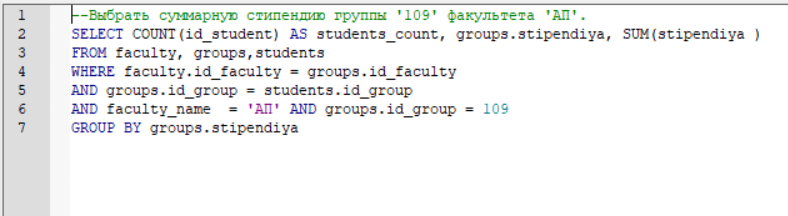 1 --Выбрать суммарную стипендию группы '109' факультета 'АП'.
2 SELECT COUNT(id_student) AS students_count, groups.stipendiya, SUM(stipendiya )
3 FROM faculty, groups,students
4 WHERE faculty.id_faculty = groups.id_faculty
5 AND groups.id_group = students.id_group
6 AND faculty_name  = 'АП' AND groups.id_group = 109
7 GROUP BY groups.stipendiya